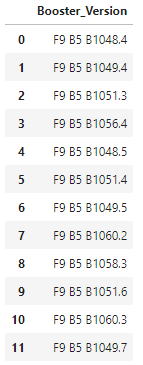 Booster_Version
0 F9 B5 B1048.4
1 F9 B5 B1049.4
2 F9 B5 B1051.3
3 F9 B5 B1056.4
4 F9 B5 B1048.5
5 F9 B5 B1051.4
6 F9 B5 B1049.5
7 F9 B5 B1060.2
8 F9 B5 B1058.3
9 F9 B5 B1051.6
10 F9 B5 B1060.3
11 F9 B5 B1049.7